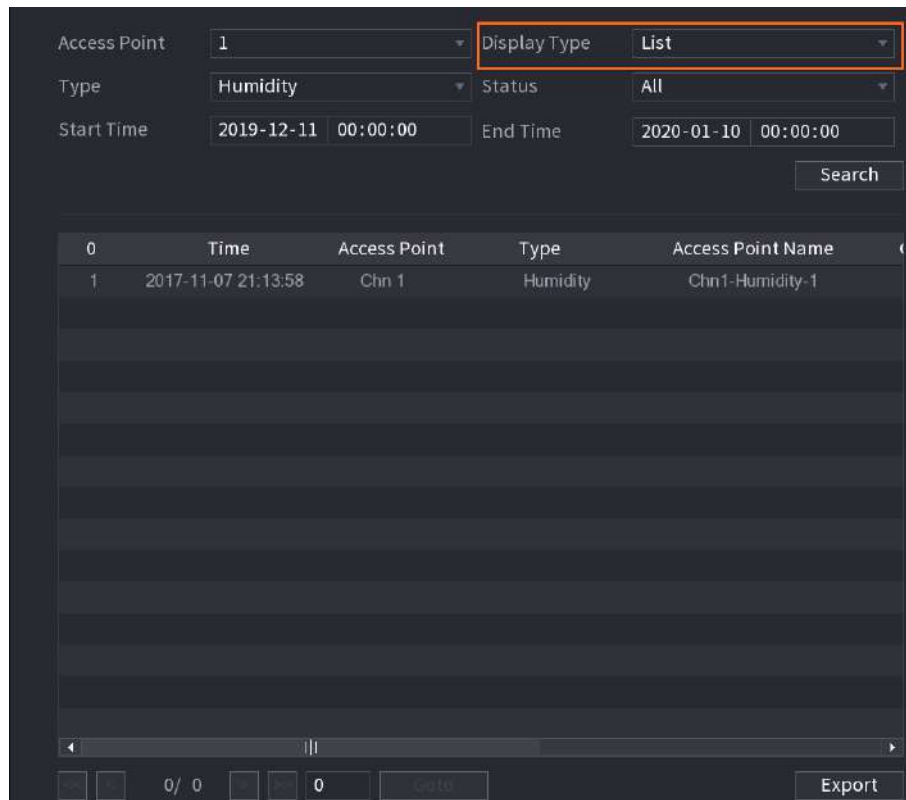 Access Point 1 Display Type List
Type Humidity Status All
Start Time 2019-12-11 00:00:00 End Time 2020-01-10 00:00:00
Search
0 Time Access Point Type Access Point Name
1 2017-11-07 21:13:58 Chn 1 Humidity Chn1-Humidity-1
0/ 0 0 Goto Export